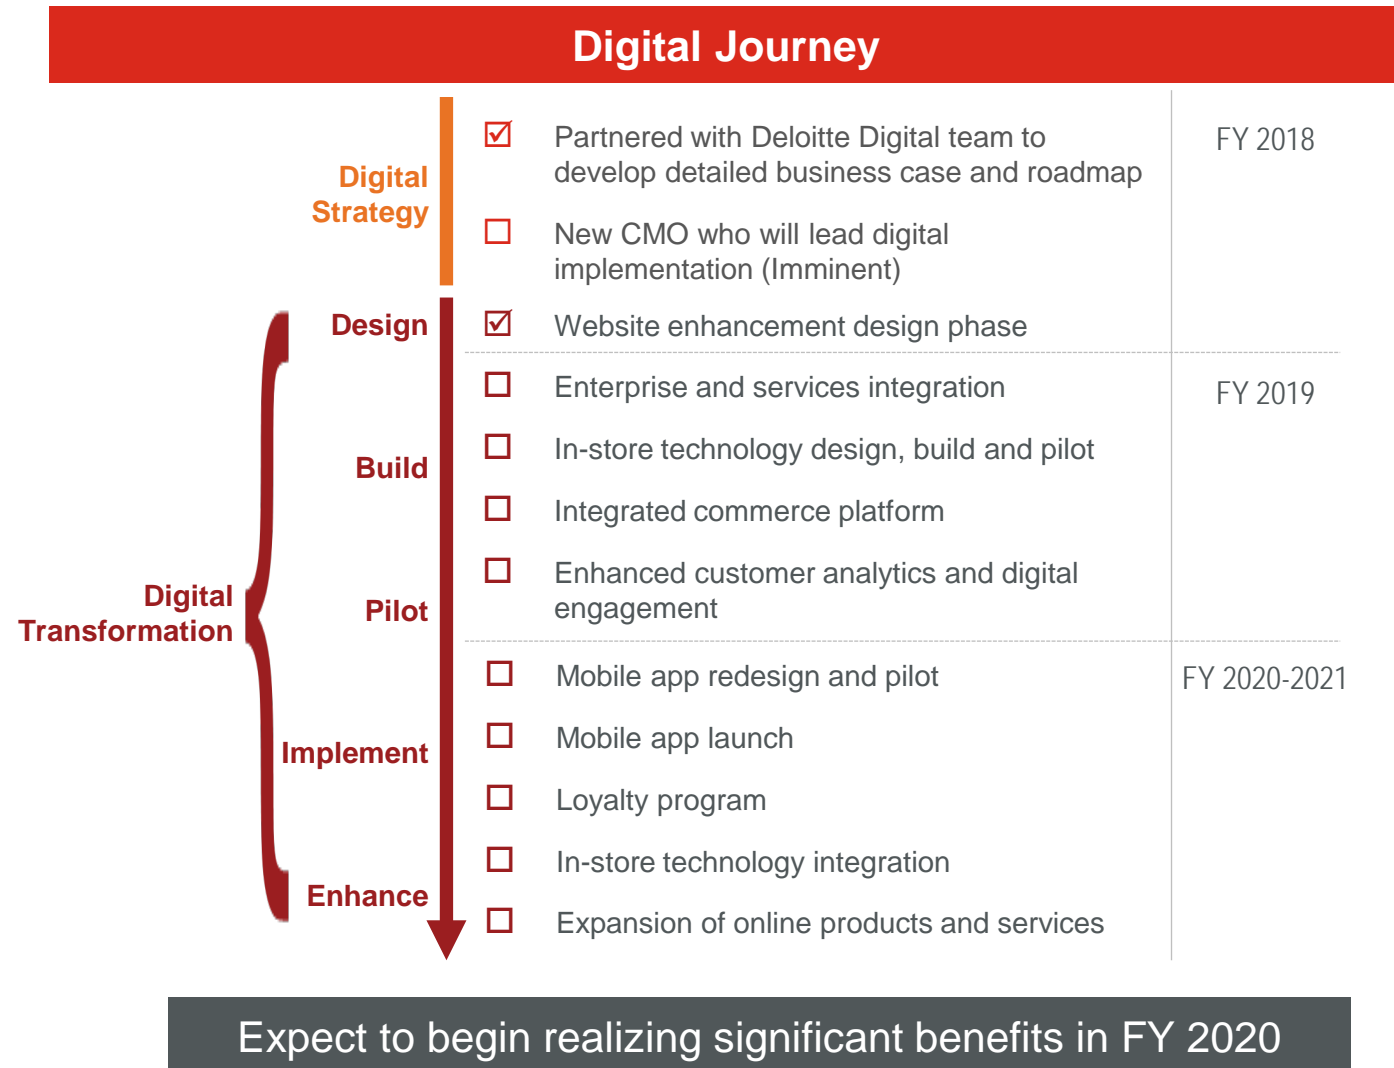 Digital Journey
Digital
Strategy
Partnered with Deloitte Digital team to
develop detailed business case and roadmap
FY 2018
New CMO who will lead digital
implementation (Imminent)
Design
Website enhancement design phase
Enterprise and services integration
FY 2019
Build
In-store technology design, build and pilot
Integrated commerce platform
Digital
Transformation
Pilot
Enhanced customer analytics and digital
engagement
Mobile app redesign and pilot
FY 2020-2021
Implement
Mobile app launch
Loyalty program
In-store technology integration
Enhance
Expansion of online products and services
Expect to begin realizing significant benefits in FY 2020